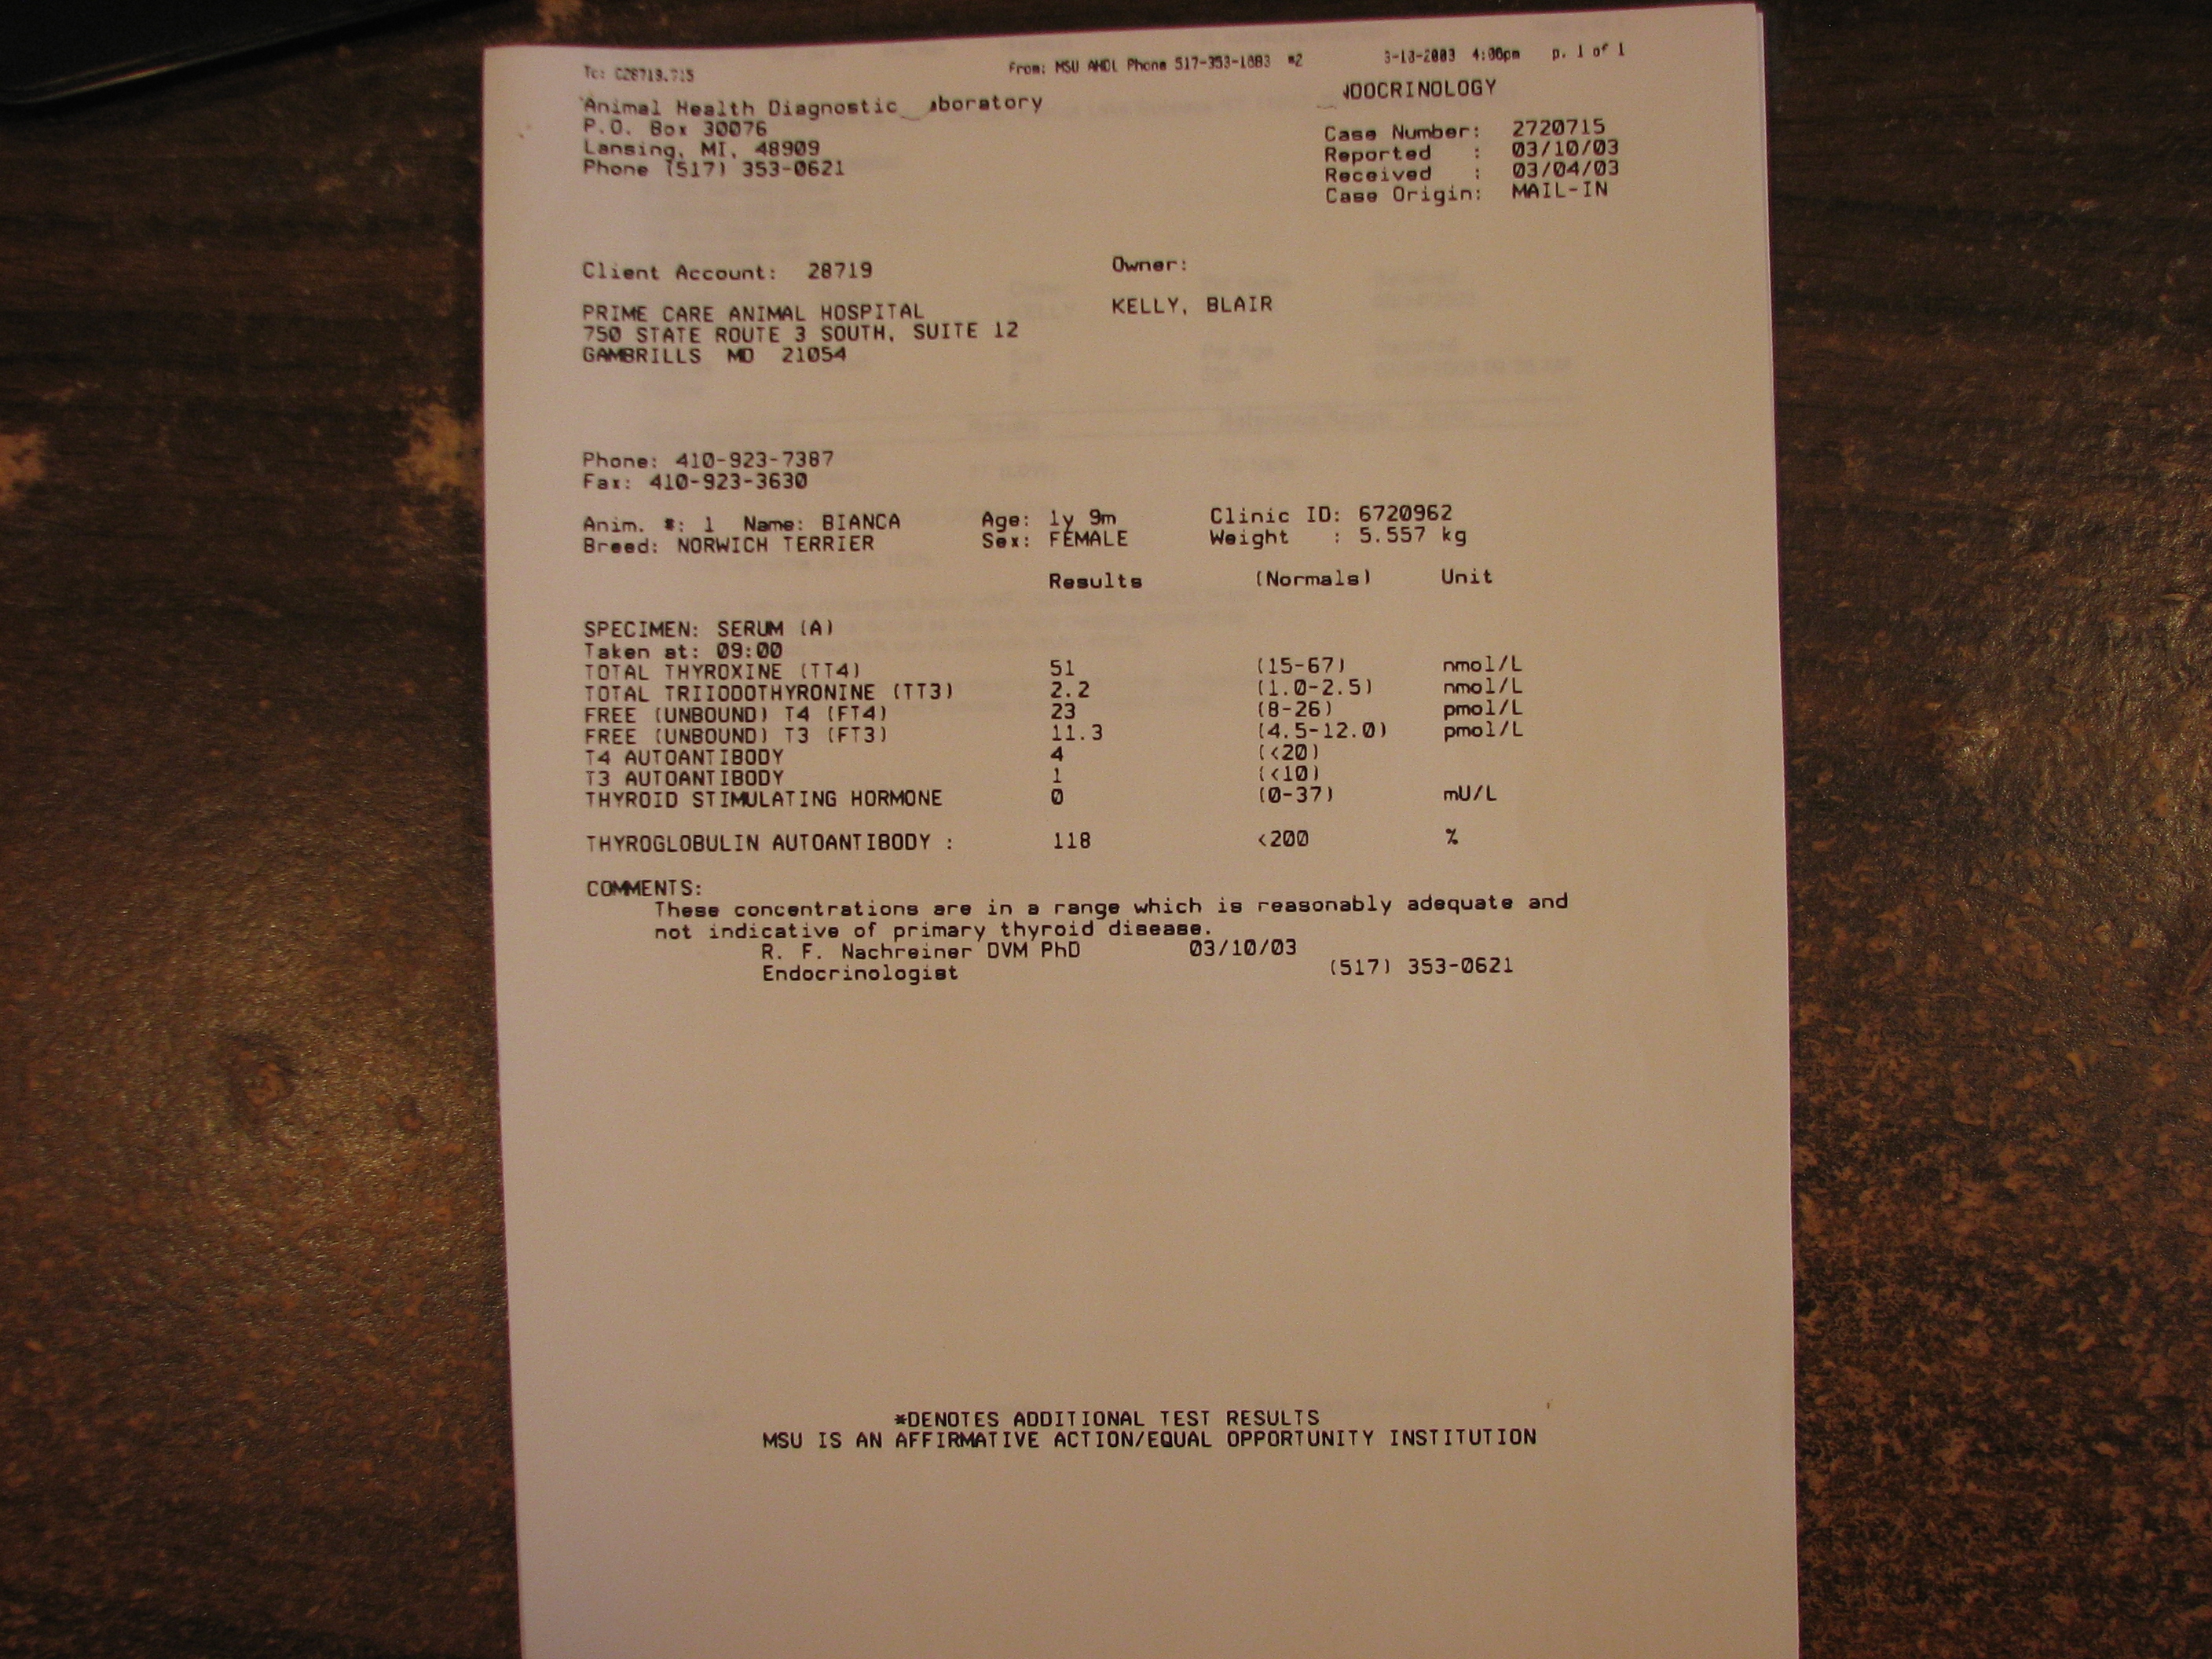 To: C28719.715 From: MSU AHDL Phone 517-353-1883 #2 3-13-2003 4:06pm p. 1 of 1
Animal Health Diagnostic aboratory NDOCRINOLOGY
P.O. Box 30076 Case Number: 2720715
Lansing, MI, 48909 Reported : 03/10/03
Phone (517) 353-0621 Received : 03/04/03
Case Origin: MAIL-IN
Client Account: 28719 Owner:
PRIME CARE ANIMAL HOSPITAL KELLY, BLAIR
750 STATE ROUTE 3 SOUTH, SUITE 12
GAMBRILLS MD 21054
Phone: 410-923-7387
Fax: 410-923-3630
Anim. #: 1 Name: BIANCA Age: 1y 9m Clinic ID: 6720962
Breed: NORWICH TERRIER Sex: FEMALE Weight : 5.557 kg
Results (Normals) Unit
SPECIMEN: SERUM (A)
Taken at: 09:00
TOTAL THYROXINE (TT4) 51 (15-67) nmol/L
TOTAL TRIIODOTHYRONINE (TT3) 2.2 (1.0-2.5) nmol/L
FREE (UNBOUND) T4 (FT4) 23 (8-26) pmol/L
FREE (UNBOUND) T3 (FT3) 11.3 (4.5-12.0) pmol/L
T4 AUTOANTIBODY 4 (<20)
T3 AUTOANTIBODY 1 (<10)
THYROID STIMULATING HORMONE 0 (0-37) mU/L
THYROGLOBULIN AUTOANTIBODY : 118 <200 %
COMMENTS:
These concentrations are in a range which is reasonably adequate and
not indicative of primary thyroid disease.
R. F. Nachreiner DVM PhD 03/10/03
Endocrinologist (517) 353-0621
*DENOTES ADDITIONAL TEST RESULTS
MSU IS AN AFFIRMATIVE ACTION/EQUAL OPPORTUNITY INSTITUTION